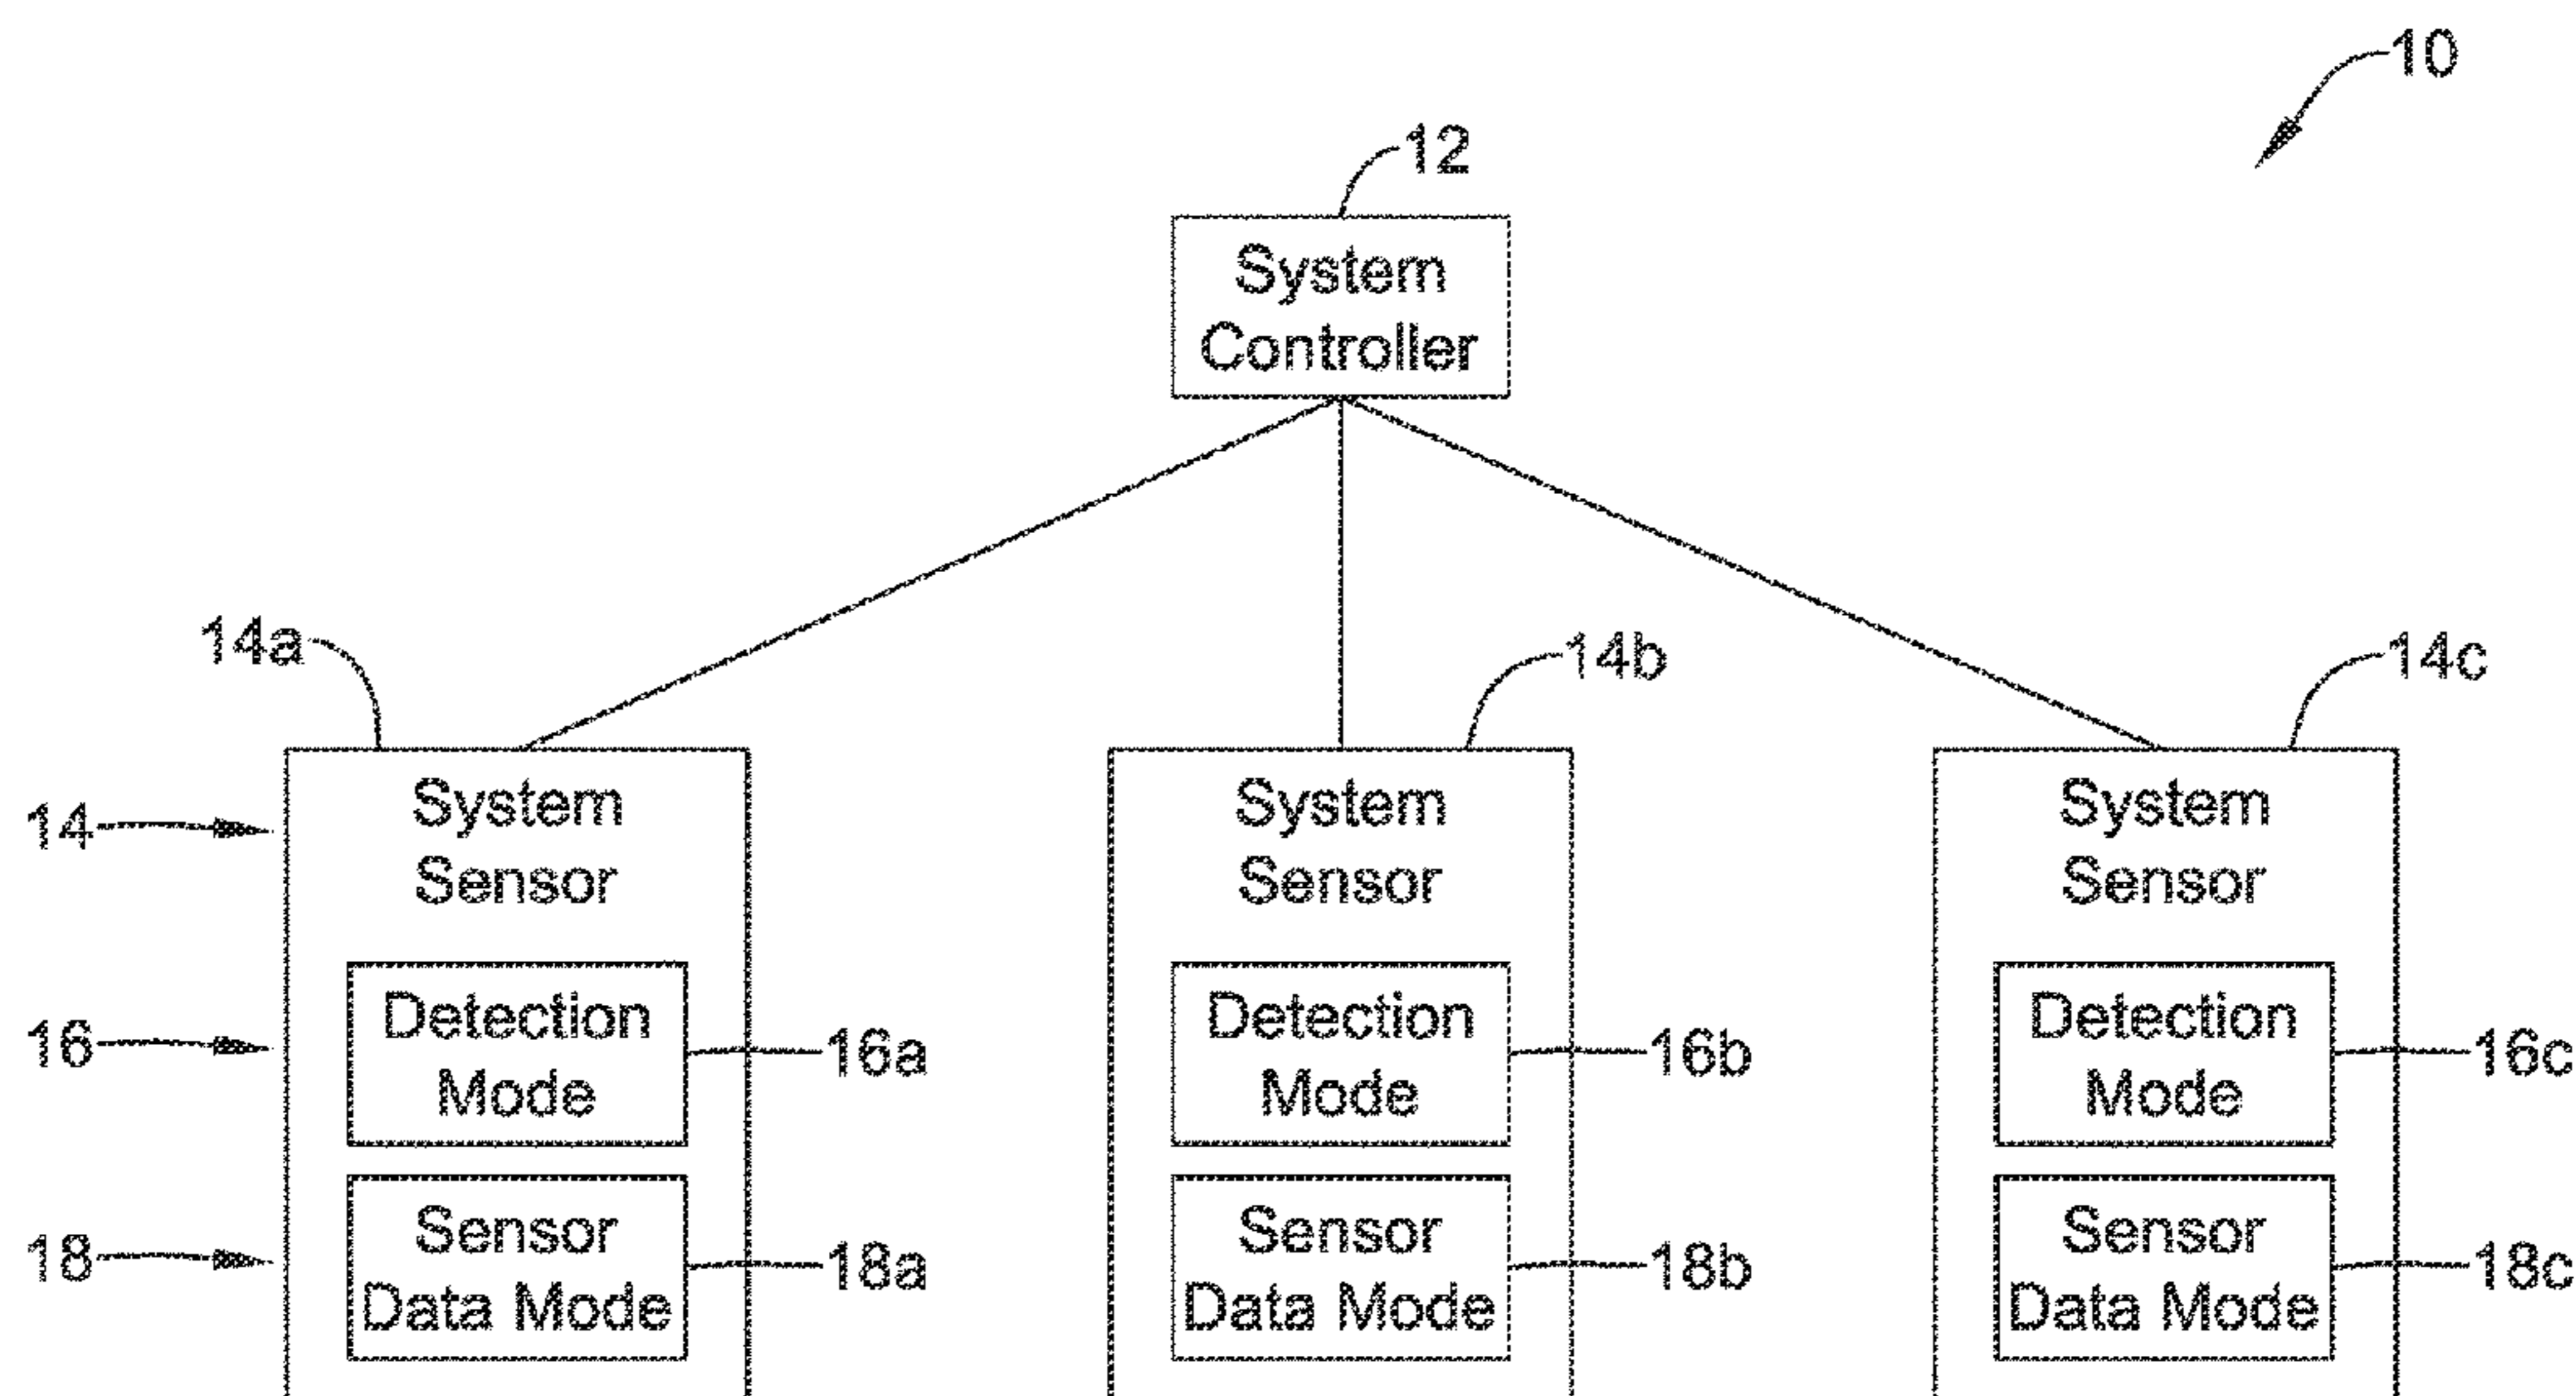 10
12
System
Controller
14a
14b
14c
14
System
Sensor
System
Sensor
System
Sensor
16
Detection
Mode
16a
Detection
Mode
16b
Detection
Mode
16c
18
Sensor
Data Mode
18a
Sensor
Data Mode
18b
Sensor
Data Mode
18c